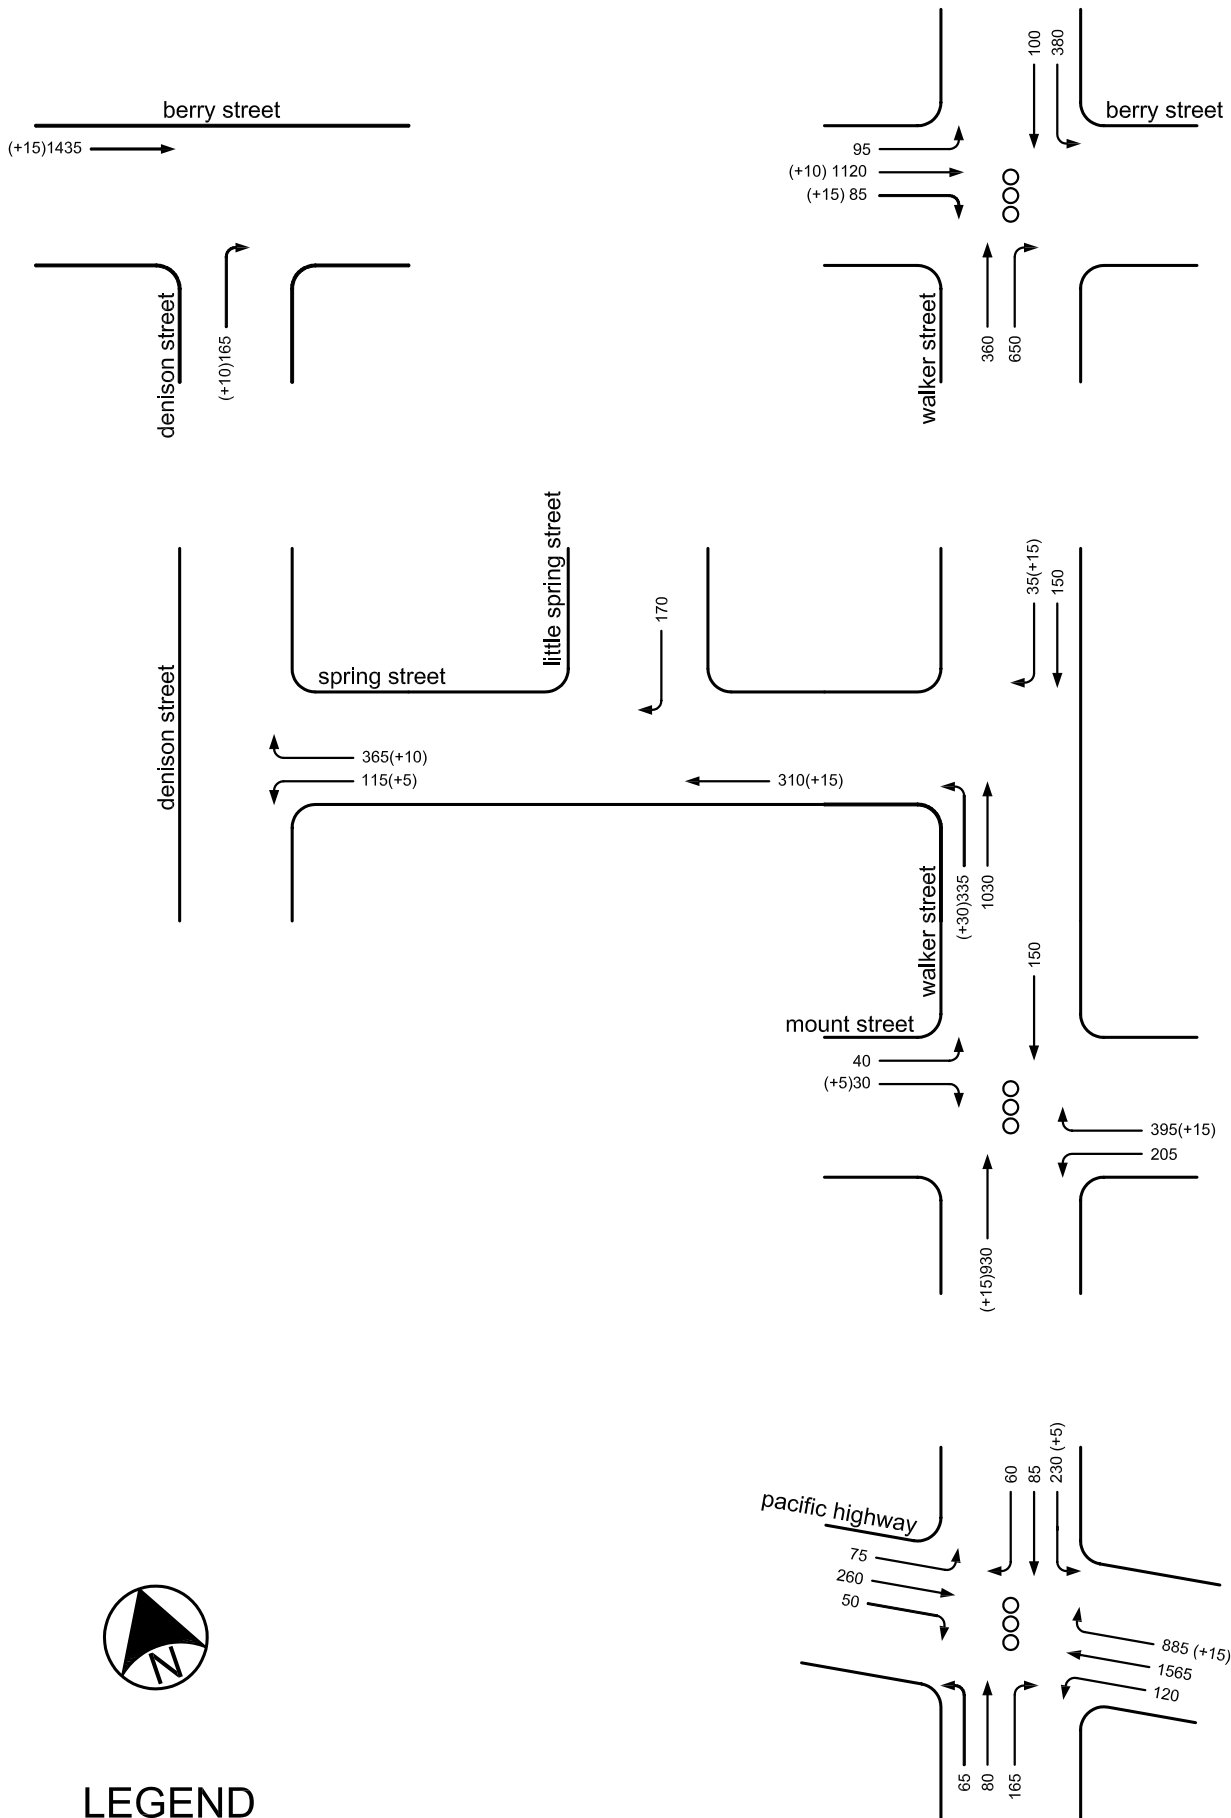 100
380
berry street
berry street
(+15)1435
95
(+10) 1120
(+15) 85
denison street
(+10)165
walker street
360
650
little spring street
35(+15)
150
170
spring street
denison street
365(+10)
115(+5)
310(+15)
walker street
(+30)335
1030
150
mount street
40
(+5)30
395(+15)
205
(+15)930
60
85
230 (+5)
pacific highway
75
260
50
885 (+15)
1565
120
N
65
80
165
LEGEND